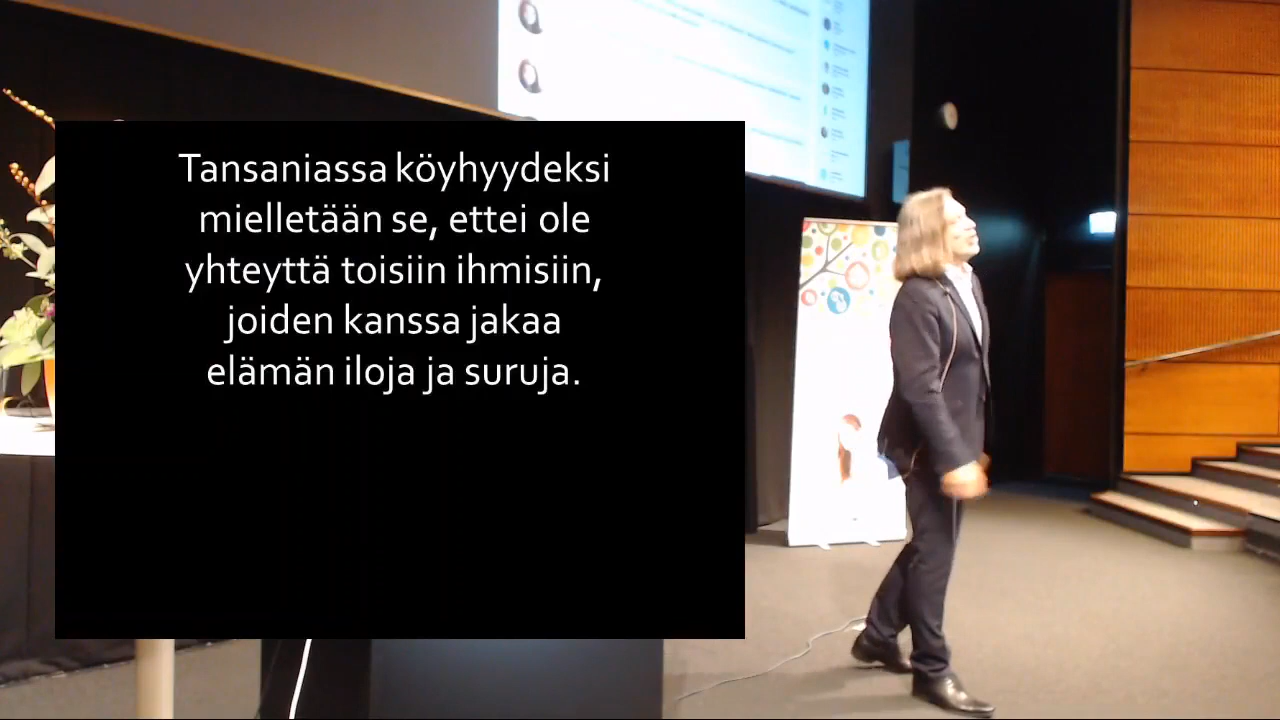 Tansaniassa köyhyydeksi
mielletään se, ettei ole
yhteyttä toisiin ihmisiin,
joiden kanssa jakaa
elämän iloja ja suruja.